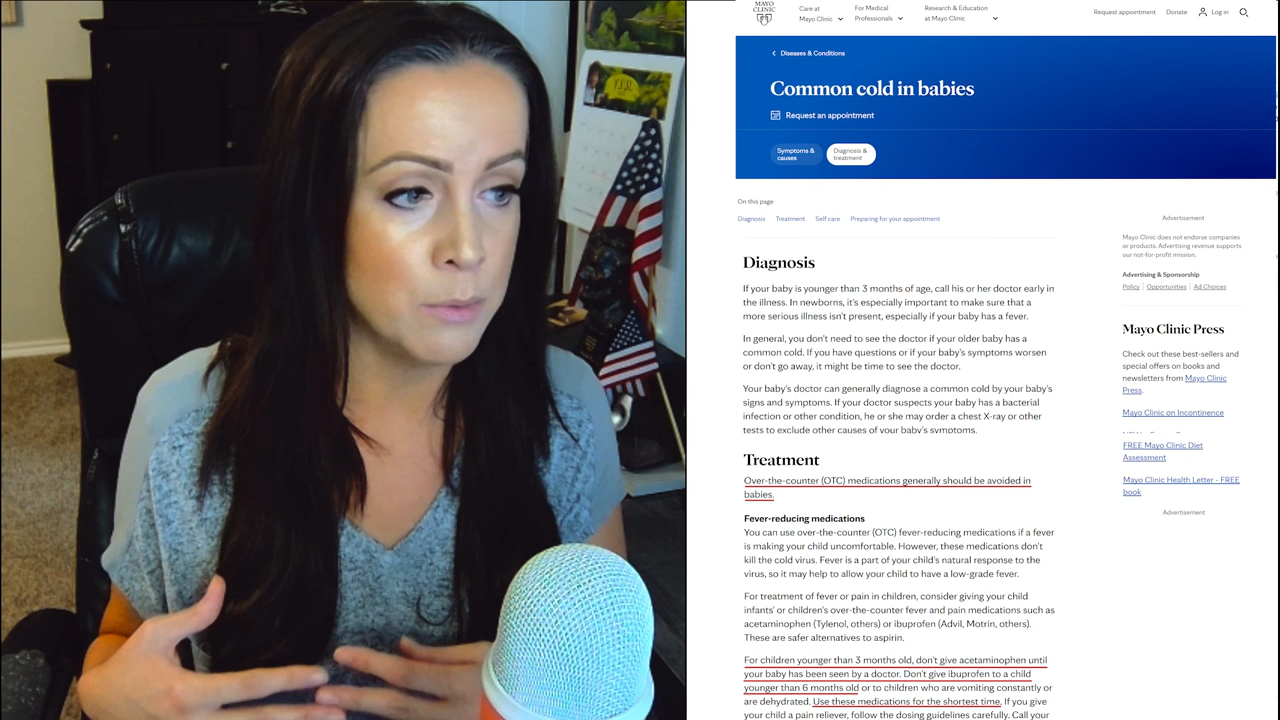 MAYO
CLINIC
Care at
Mayo Clinic
For Medical
Professionals
Research & Education
at Mayo Clinic
Request appointment
Donate
Log in
Diseases & Conditions
Common cold in babies
Request an appointment
Symptoms &
causes
Diagnosis &
treatment
On this page
Diagnosis
Treatment
Self care
Preparing for your appointment
Diagnosis
If your baby is younger than 3 months of age, call his or her doctor early in
the illness. In newborns, it's especially important to make sure that a
more serious illness isn't present, especially if your baby has a fever.
In general, you don't need to see the doctor if your older baby has a
common cold. If you have questions or if your baby's symptoms worsen
or don't go away, it might be time to see the doctor.
Your baby's doctor can generally diagnose a common cold by your baby's
signs and symptoms. If your doctor suspects your baby has a bacterial
infection or other condition, he or she may order a chest X-ray or other
tests to exclude other causes of your baby's symptoms.
Treatment
Over-the-counter (OTC) medications generally should be avoided in
babies.
Fever-reducing medications
You can use over-the-counter (OTC) fever-reducing medications if a fever
is making your child uncomfortable. However, these medications don't
kill the cold virus. Fever is a part of your child's natural response to the
virus, so it may help to allow your child to have a low-grade fever.
For treatment of fever or pain in children, consider giving your child
infants' or children's over-the-counter fever and pain medications such as
acetaminophen (Tylenol, others) or ibuprofen (Advil, Motrin, others).
These are safer alternatives to aspirin.
For children younger than 3 months old, don't give acetaminophen until
your baby has been seen by a doctor. Don't give ibuprofen to a child
younger than 6 months old or to children who are vomiting constantly or
are dehydrated. Use these medications for the shortest time. If you give
your child a pain reliever, follow the dosing guidelines carefully. Call your
Advertisement
Mayo Clinic does not endorse companies
or products. Advertising revenue supports
our not-for-profit mission.
Advertising & Sponsorship
Policy
Opportunities
Ad Choices
Mayo Clinic Press
Check out these best-sellers and
special offers on books and
newsletters from Mayo Clinic
Press.
Mayo Clinic on Incontinence
FREE Mayo Clinic Diet
Assessment
Mayo Clinic Health Letter - FREE
book
Advertisement